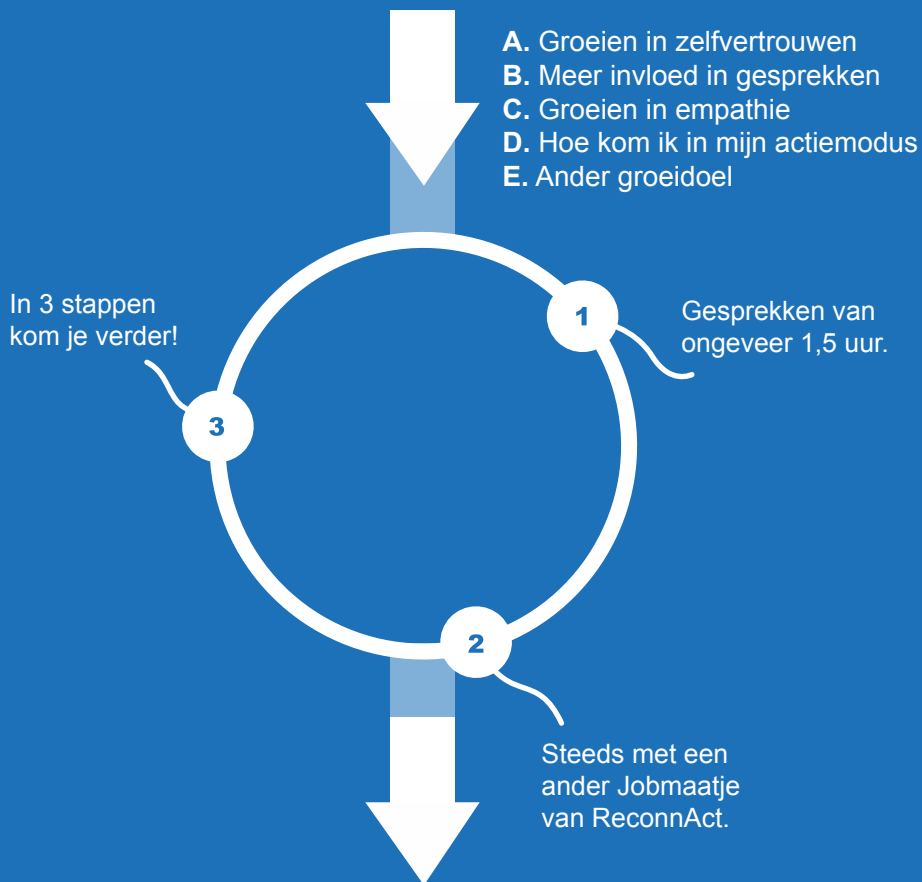 A. Groeien in zelfvertrouwen
B. Meer invloed in gesprekken
C. Groeien in empathie
D. Hoe kom ik in mijn actiemodus
E. Ander groeidoel
1
Gesprekken van
ongeveer 1,5 uur.
2
Steeds met een
ander Jobmaatje
van ReconnAct.
3
In 3 stappen
kom je verder!